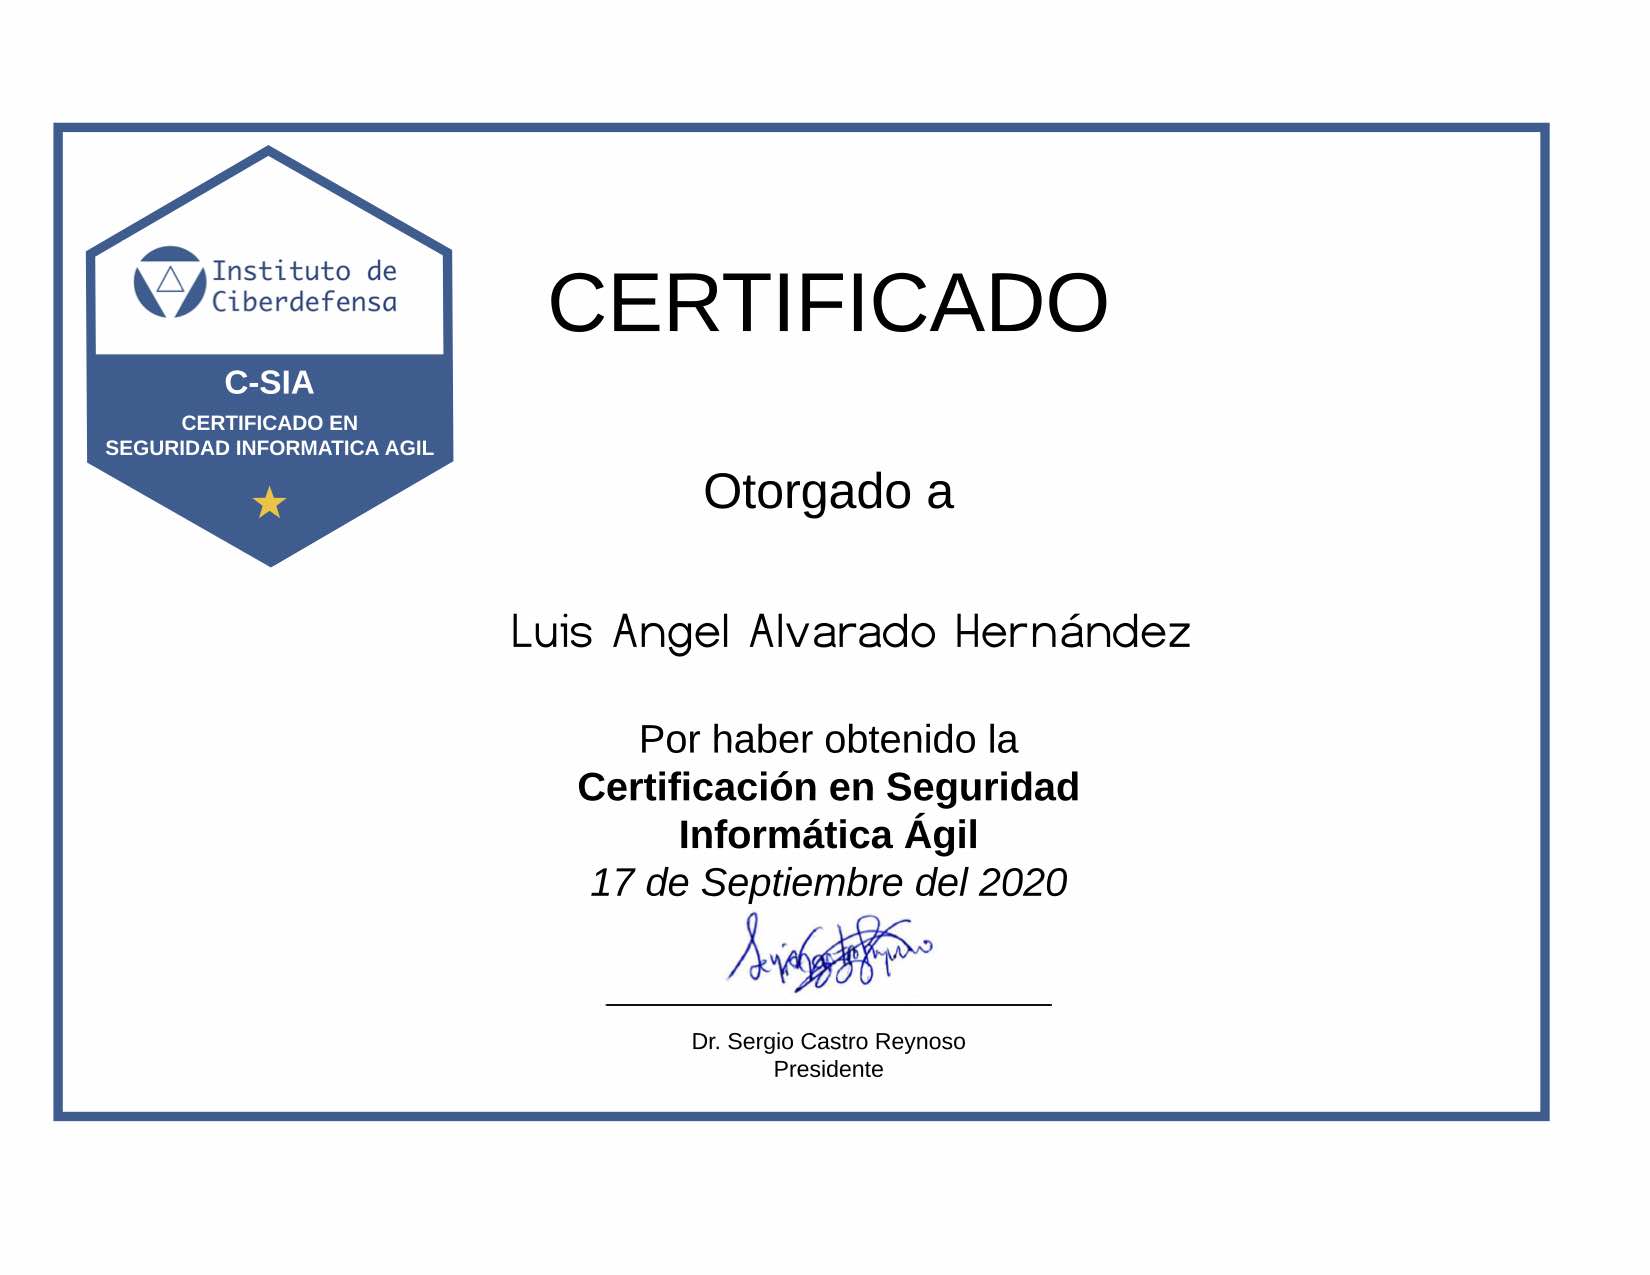 Instituto de
Ciberdefensa
C-SIA
CERTIFICADO EN
SEGURIDAD INFORMATICA AGIL
CERTIFICADO
Otorgado a
Luis Angel Alvarado Hernández
Por haber obtenido la
Certificación en Seguridad
Informática Ágil
17 de Septiembre del 2020
Dr. Sergio Castro Reynoso
Presidente